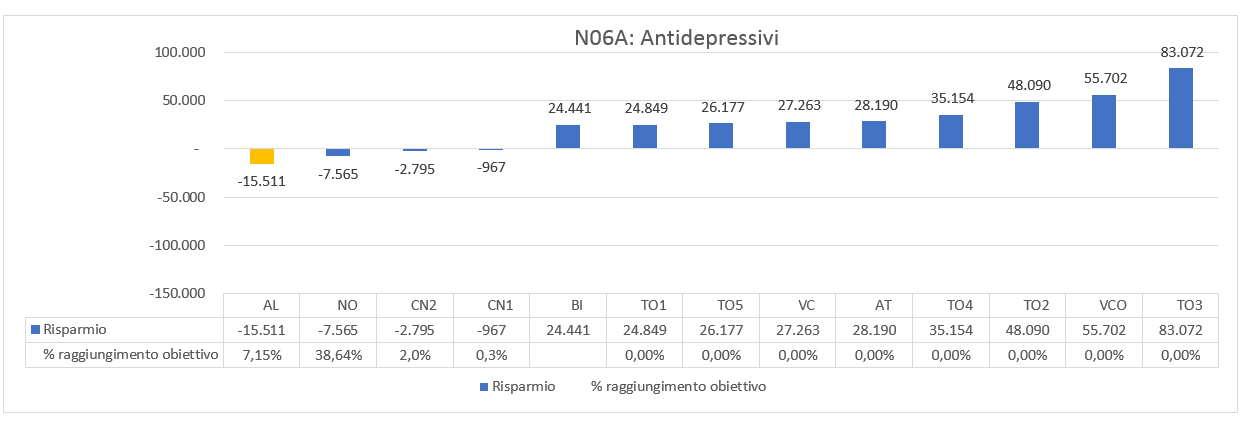 N06A: Antidepressivi
100.000
50.000
-
-50.000
-100.000
-150.000
-15.511 -7.565 -2.795 -967 24.441 24.849 26.177 27.263 28.190 35.154 48.090 55.702 83.072
AL NO CN2 CN1 BI TO1 TO5 VC AT TO4 TO2 VCO TO3
Risparmio -15.511 -7.565 -2.795 -967 24.441 24.849 26.177 27.263 28.190 35.154 48.090 55.702 83.072
% raggiungimento obiettivo 7,15% 38,64% 2,0% 0,3% 0,00% 0,00% 0,00% 0,00% 0,00% 0,00% 0,00% 0,00%
Risparmio % raggiungimento obiettivo